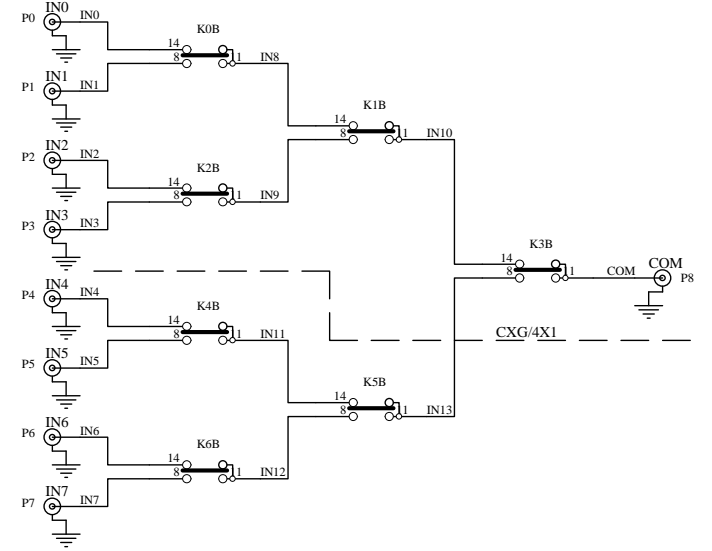 P0 IN0 IN0
K0B
14
8 1 IN8
P1 IN1 IN1
K1B
14
8 11 IN10
P2 IN2 IN2
K2B
14
8 1 IN9
P3 IN3 IN3
K3B
14
8 11 COM COM P8
P4 IN4 IN4
K4B
14
8 1 IN11
CXG/4X1
P5 IN5 IN5
K5B
14
8 11 IN13
P6 IN6 IN6
K6B
14
8 1 IN12
P7 IN7 IN7